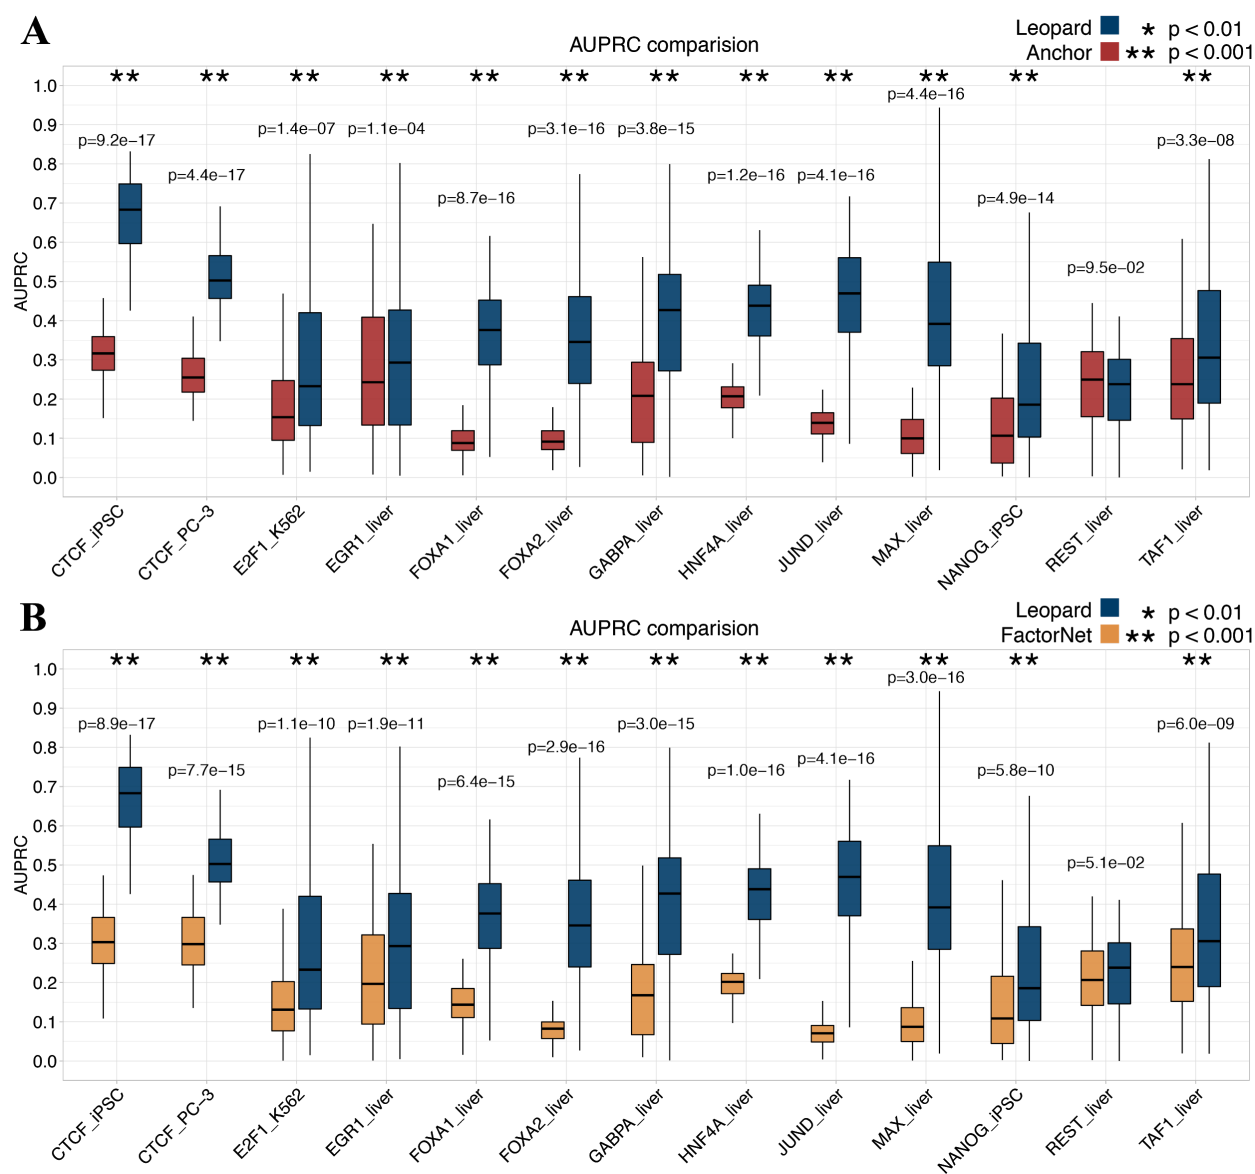 A
AUPRC comparision
Leopard * p < 0.01
Anchor ** p < 0.001
** ** ** ** ** ** ** ** ** ** ** **
p=9.2e−17
p=4.4e−17
p=1.4e−07
p=1.1e−04
p=8.7e−16
p=3.1e−16
p=3.8e−15
p=1.2e−16
p=4.1e−16
p=4.4e−16
p=4.9e−14
p=9.5e−02
p=3.3e−08
AUPRC
1.0
0.9
0.8
0.7
0.6
0.5
0.4
0.3
0.2
0.1
0.0
CTCF_iPSC
CTCF_PC−3
E2F1_K562
EGR1_liver
FOXA1_liver
FOXA2_liver
GABPA_liver
HNF4A_liver
JUND_liver
MAX_liver
NANOG_iPSC
REST_liver
TAF1_liver
B
AUPRC comparision
Leopard * p < 0.01
FactorNet ** p < 0.001
** ** ** ** ** ** ** ** ** ** ** **
p=8.9e−17
p=7.7e−15
p=1.1e−10
p=1.9e−11
p=6.4e−15
p=2.9e−16
p=3.0e−15
p=1.0e−16
p=4.1e−16
p=3.0e−16
p=5.8e−10
p=5.1e−02
p=6.0e−09
AUPRC
1.0
0.9
0.8
0.7
0.6
0.5
0.4
0.3
0.2
0.1
0.0
CTCF_iPSC
CTCF_PC−3
E2F1_K562
EGR1_liver
FOXA1_liver
FOXA2_liver
GABPA_liver
HNF4A_liver
JUND_liver
MAX_liver
NANOG_iPSC
REST_liver
TAF1_liver